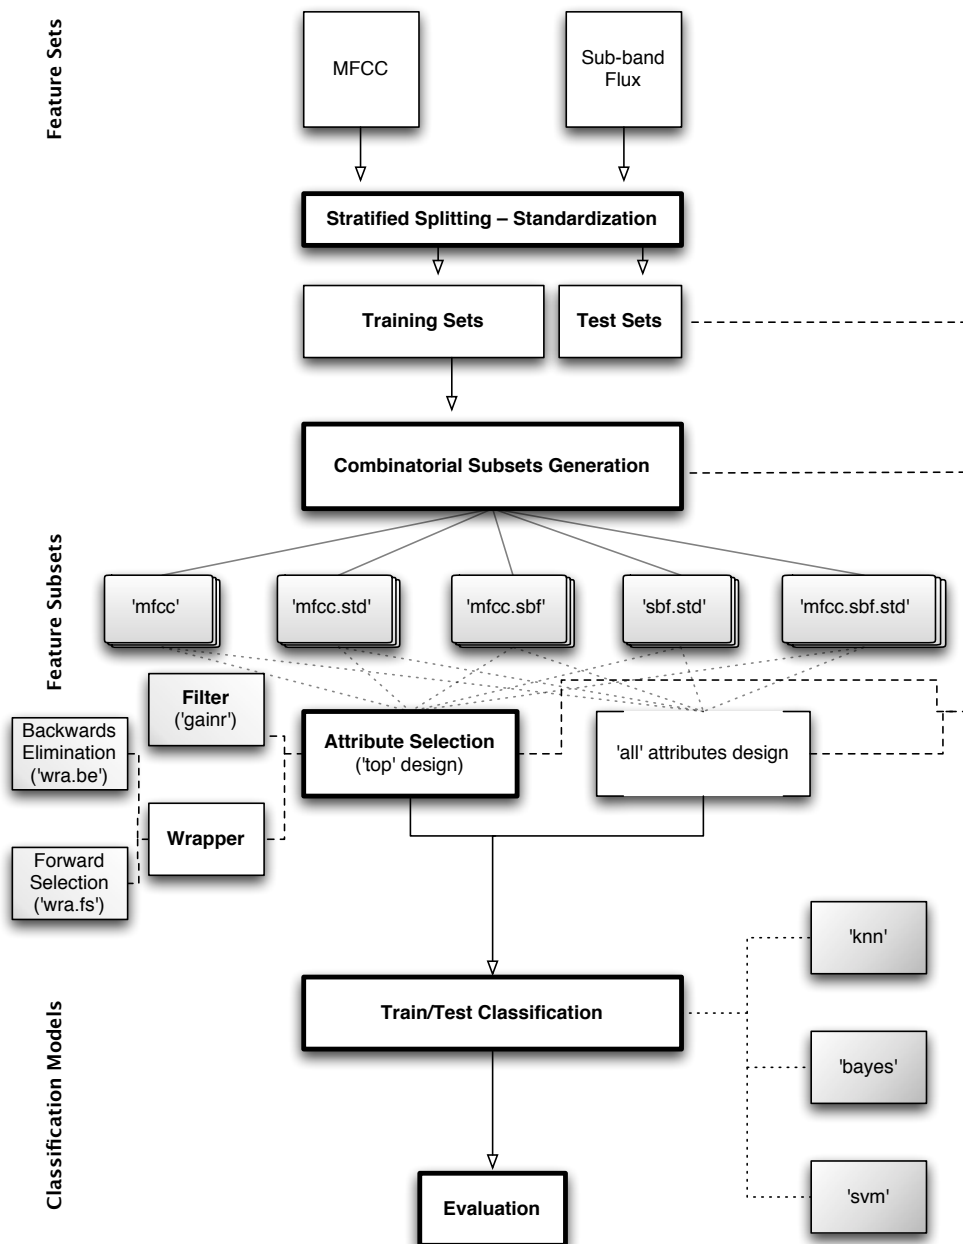 Feature Sets
MFCC
Sub-band
Flux
Stratified Splitting – Standardization
Training Sets
Test Sets
Combinatorial Subsets Generation
Feature Subsets
'mfcc'
'mfcc.std'
'mfcc.sbf'
'sbf.std'
'mfcc.sbf.std'
Filter
('gainr')
Backwards
Elimination
('wra.be')
Attribute Selection
('top' design)
'all' attributes design
Wrapper
Forward
Selection
('wra.fs')
Classification Models
'knn'
Train/Test Classification
'bayes'
'svm'
Evaluation